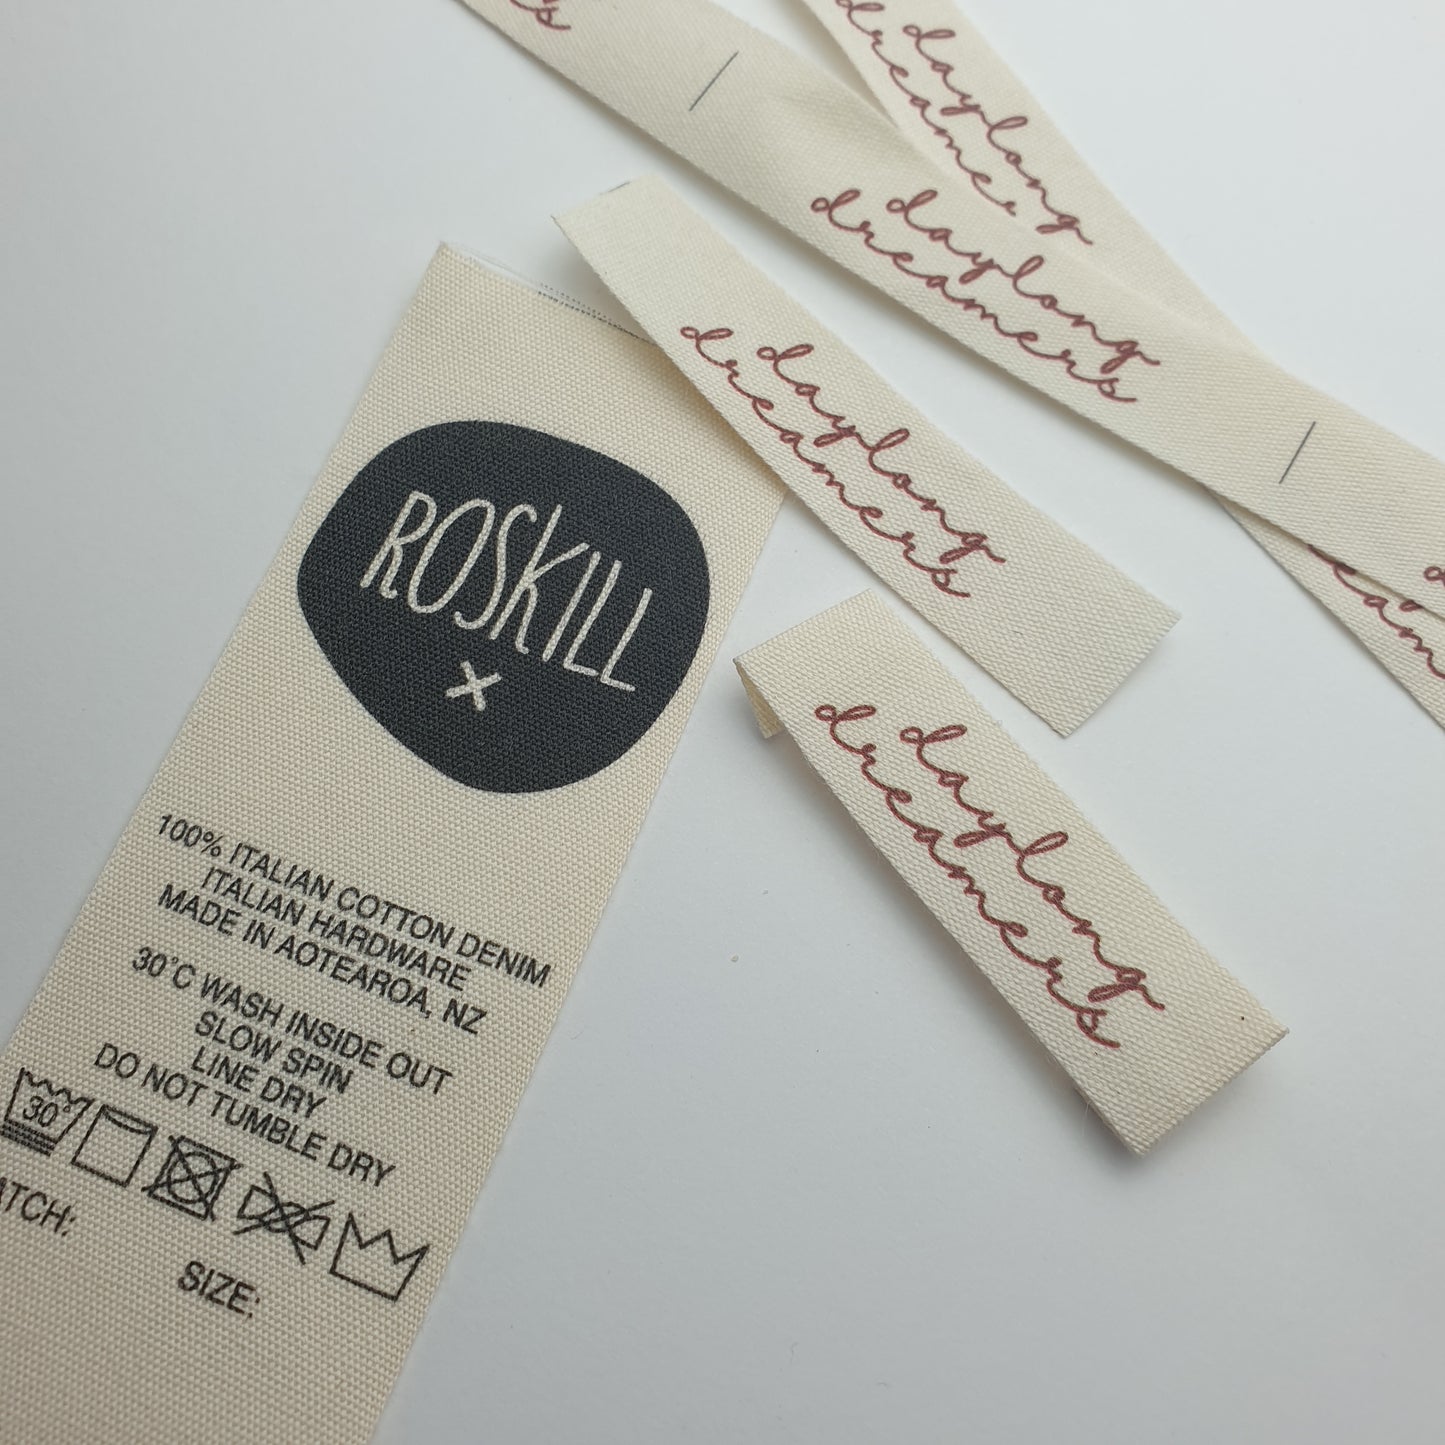 daylong
dreamers
daylong
dreamers
daylong
dreamers
daylong
dreamers
ROSKILL
x
100% ITALIAN COTTON DENIM
ITALIAN HARDWARE
MADE IN AOTEAROA, NZ
30°C WASH INSIDE OUT
SLOW SPIN
LINE DRY
DO NOT TUMBLE DRY
30°
ATCH:
SIZE: